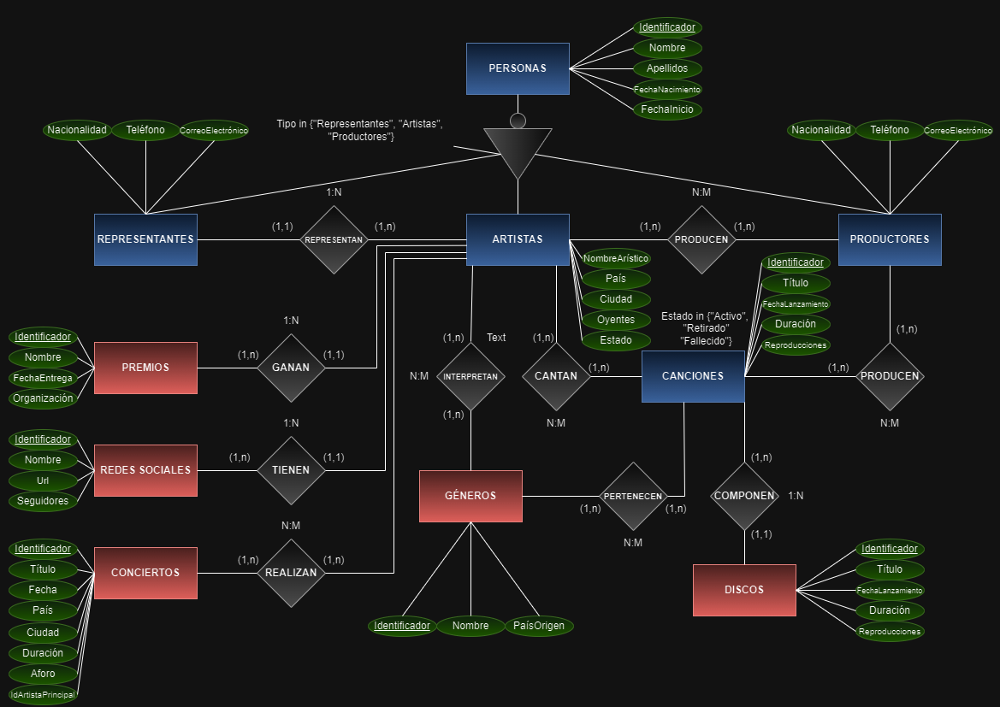 Identificador
Nombre
Apellidos
FechaNacimiento
FechaInicio
PERSONAS
Tipo in {"Representantes", "Artistas",
"Productores"}
Nacionalidad
Teléfono
CorreoElectrónico
Nacionalidad
Teléfono
CorreoElectrónico
1:N
N:M
REPRESENTANTES
(1,1)
REPRESENTAN
(1,n)
ARTISTAS
(1,n)
PRODUCEN
(1,n)
PRODUCTORES
NombreArístico
País
Ciudad
Oyentes
Estado
Identificador
Título
FechaLanzamiento
Duración
Reproducciones
Estado in {"Activo",
"Retirado"
"Fallecido"}
1:N
Identificador
Nombre
FechaEntrega
Organización
PREMIOS
(1,n)
GANAN
(1,1)
(1,n)
Text
N:M
INTERPRETAN
(1,n)
(1,n)
CANTAN
(1,n)
N:M
CANCIONES
(1,n)
PRODUCEN
(1,n)
N:M
1:N
Identificador
Nombre
Url
Seguidores
REDES SOCIALES
(1,n)
TIENEN
(1,1)
GÉNEROS
(1,n)
PERTENECEN
(1,n)
N:M
(1,n)
COMPONEN
1:N
(1,1)
N:M
Identificador
Título
Fecha
País
Ciudad
Duración
Aforo
IdArtistaPrincipal
CONCIERTOS
(1,n)
REALIZAN
(1,n)
Identificador
Nombre
PaísOrigen
DISCOS
Identificador
Título
FechaLanzamiento
Duración
Reproducciones